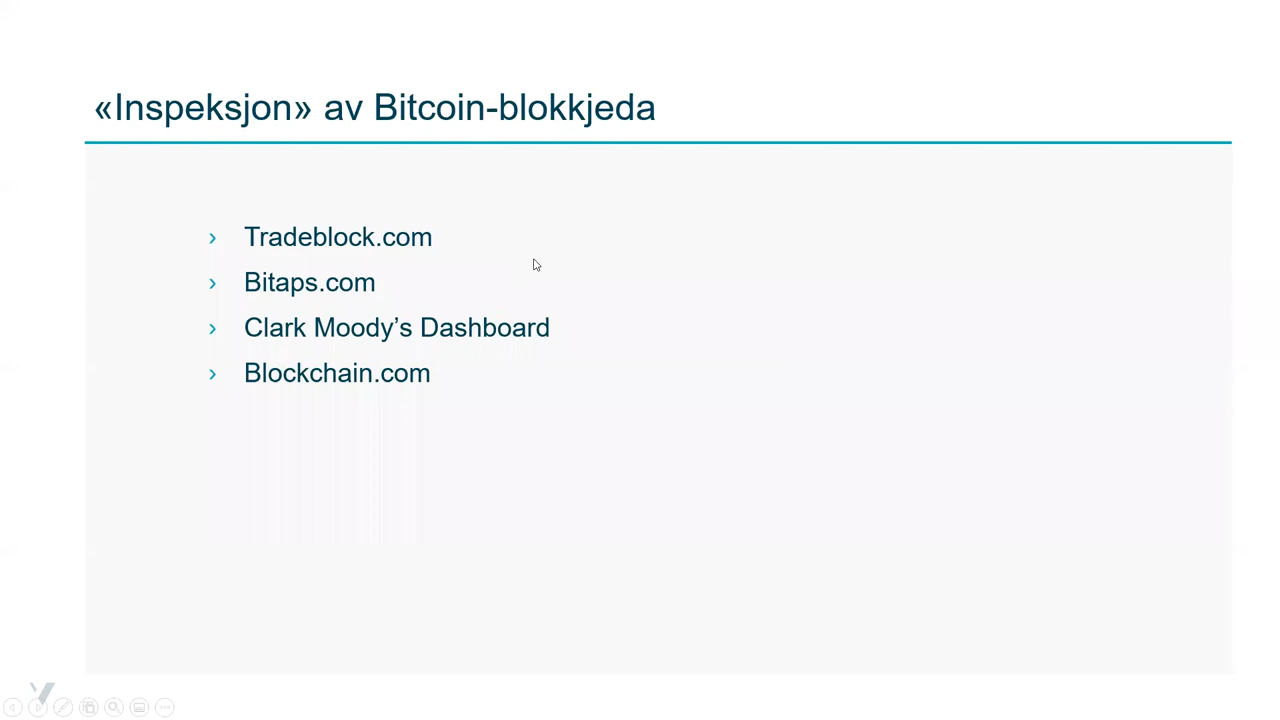 «Inspeksjon» av Bitcoin-blokkjeda
Tradeblock.com
Bitaps.com
Clark Moody’s Dashboard
Blockchain.com